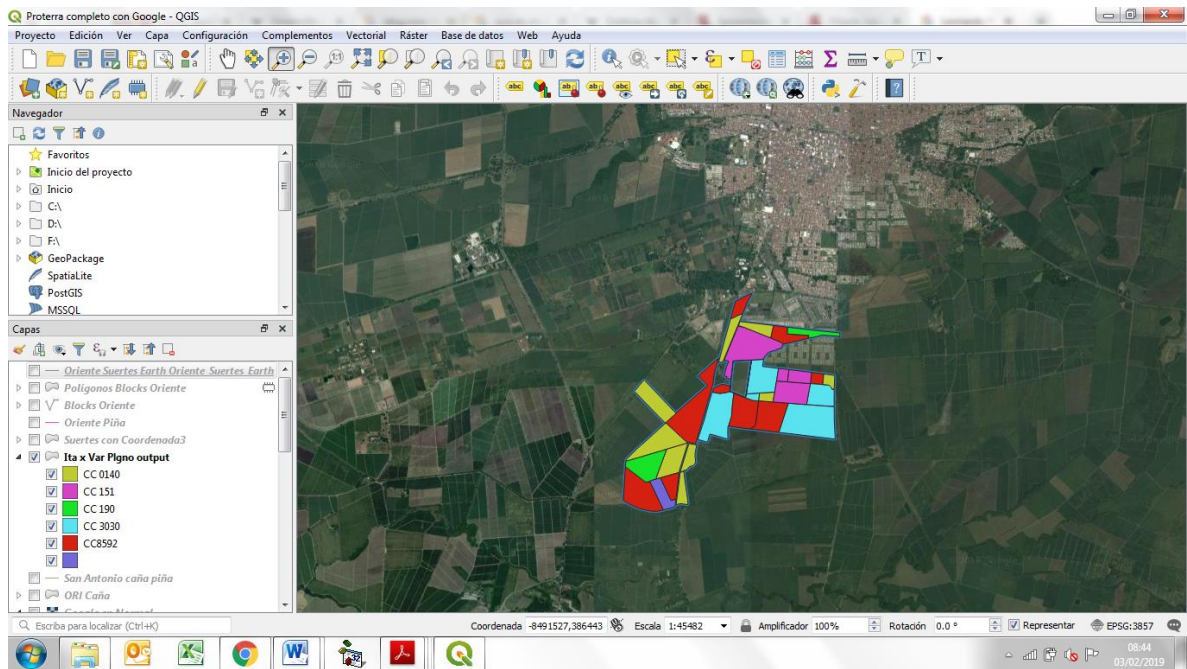 Proterra completo con Google - QGIS
Proyecto Edición Ver Capa Configuración Complementos Vectorial Ráster Base de datos Web Ayuda
Navegador
Favoritos
Inicio del proyecto
Inicio
C:\
D:\
F:\
GeoPackage
SpatiaLite
PostGIS
MSSQL
Capas
Oriente Suertes Earth Oriente_Suertes_Earth
Poligonos Blocks Oriente
Blocks Oriente
Oriente Piña
Suertes con Coordenada3
Ita x Var Plgno output
CC 0140
CC 151
CC 190
CC 3030
CC8592
San Antonio caña piña
ORI Caña
Escriba para localizar (Ctrl+K) Coordenada -8491527,386443 Escala 1:45482 Amplificador 100% Rotación 0.0 ° Representar EPSG:3857
08:44
03/02/2019